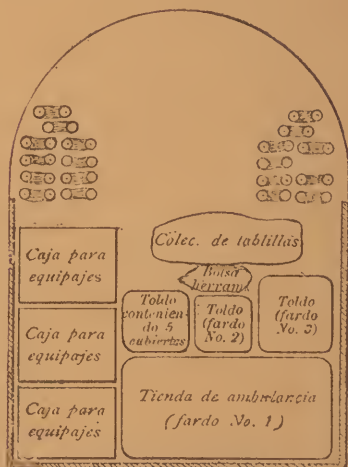 Colec. de tablillas
Bolsa
herram.
Caja para
equipajes
Toldo
contenien-
do 5
cubiertas
Toldo
(fardo
No. 2)
Toldo
(fardo
No. 3)
Caja para
equipajes
Tienda de ambulancia
(fardo No. 1)
Caja para
equipajes